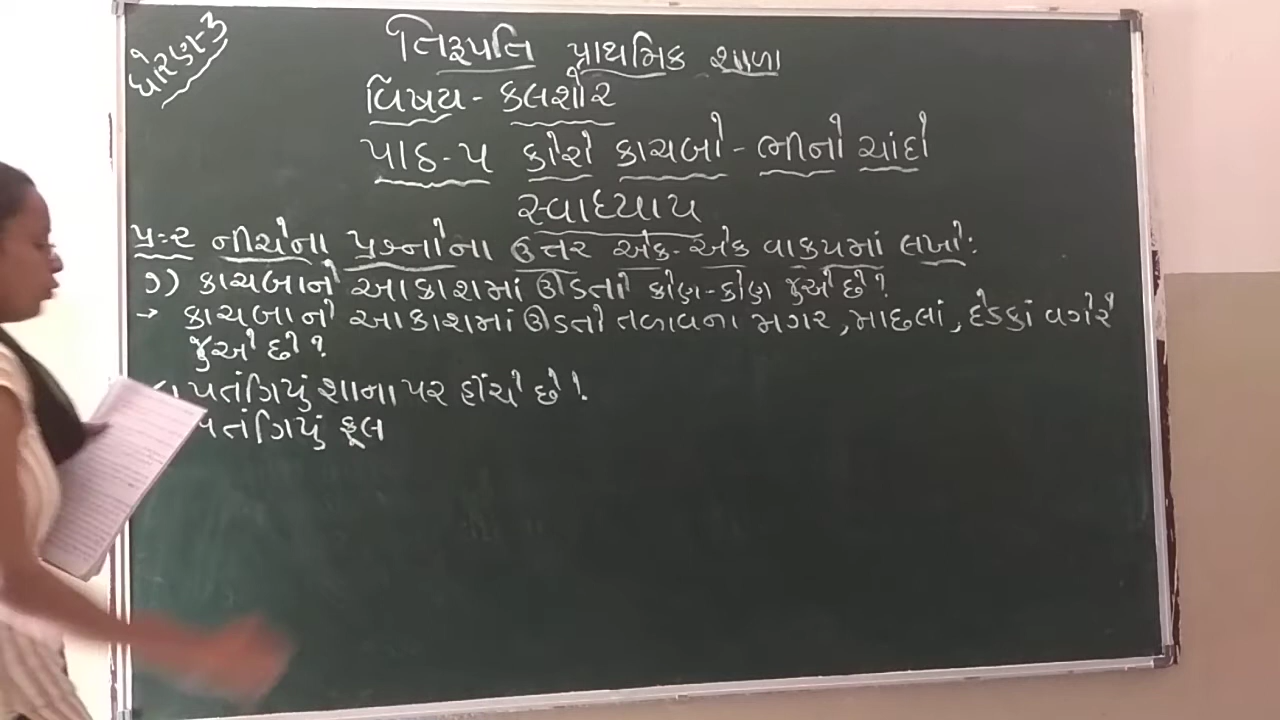 ધોરણ-૩
તિરૂપતિ પ્રાથમિક શાળા
વિષય - કલશોર
પાઠ-૫ કોરો કાચબો - ભીનો ચાંદો
સ્વાધ્યાય
પ્ર:-૨ નીચેના પ્રશ્નોના ઉત્તર એક-એક વાક્યમાં લખો:
૧) કાચબાને આકાશમાં ઊડતો કોણ-કોણ જુએ છે?
→ કાચબાને આકાશમાં ઊડતો તળાવના મગર, માછલાં, દેડકાં વગેરે
જુએ છે?
પતંગિયું શાના પર હીંચે છે?
પતંગિયું ફૂલ